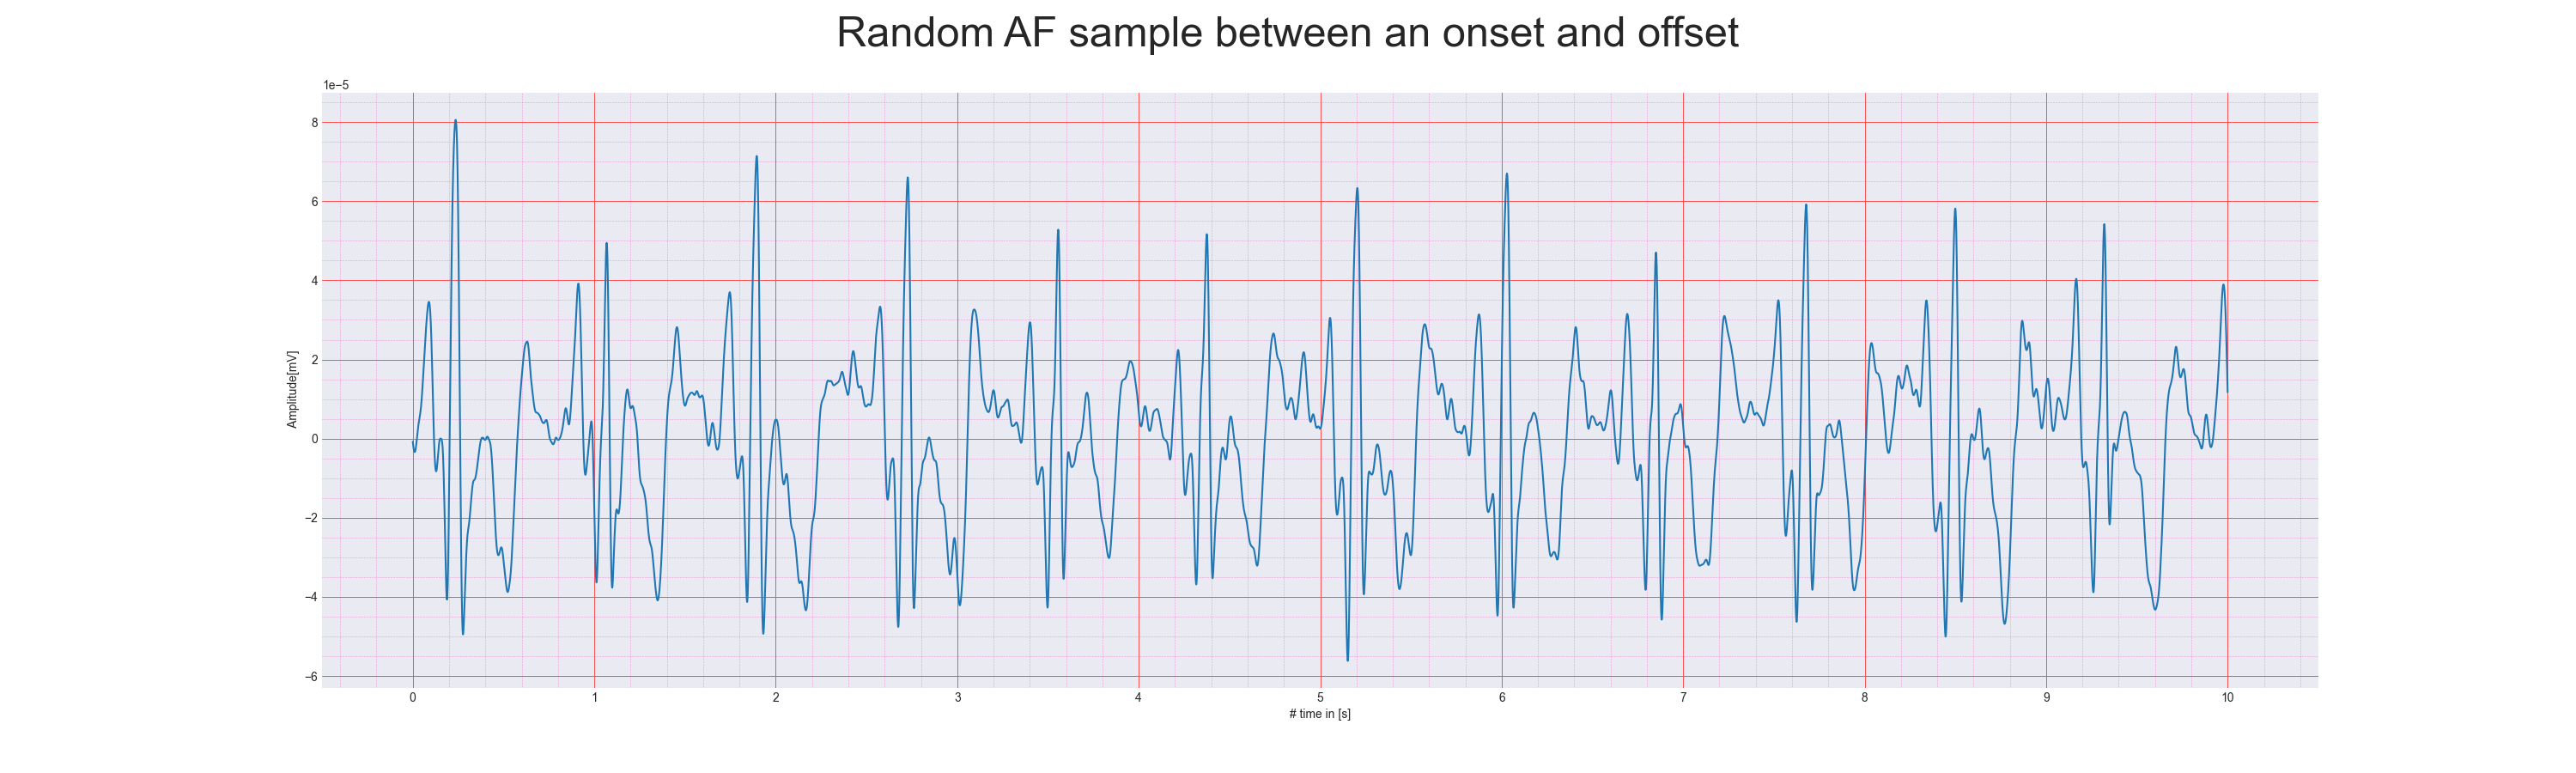 Random AF sample between an onset and offset
1e−5
8
6
4
2
0
−2
−4
−6
Amplitude[mV]
0 1 2 3 4 5 6 7 8 9 10
# time in [s]